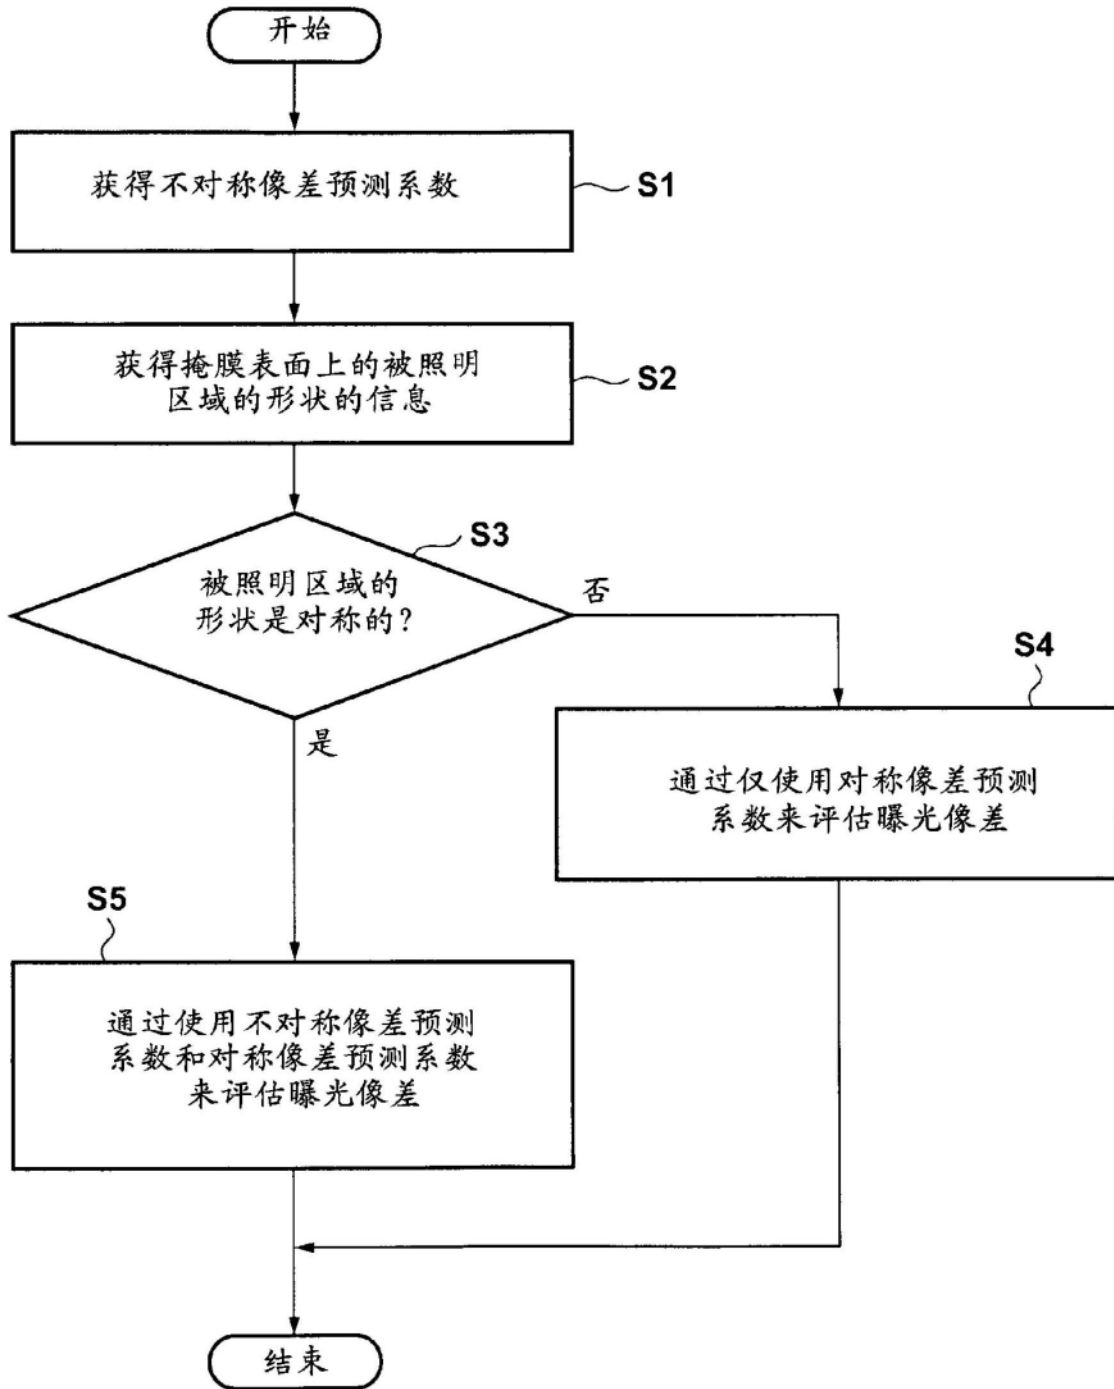 开始
获得不对称像差预测系数
S1
获得掩膜表面上的被照明
区域的形状的信息
S2
S3
被照明区域的
形状是对称的？
否
S4
是
通过仅使用对称像差预测
系数来评估曝光像差
S5
通过使用不对称像差预测
系数和对称像差预测系数
来评估曝光像差
结束